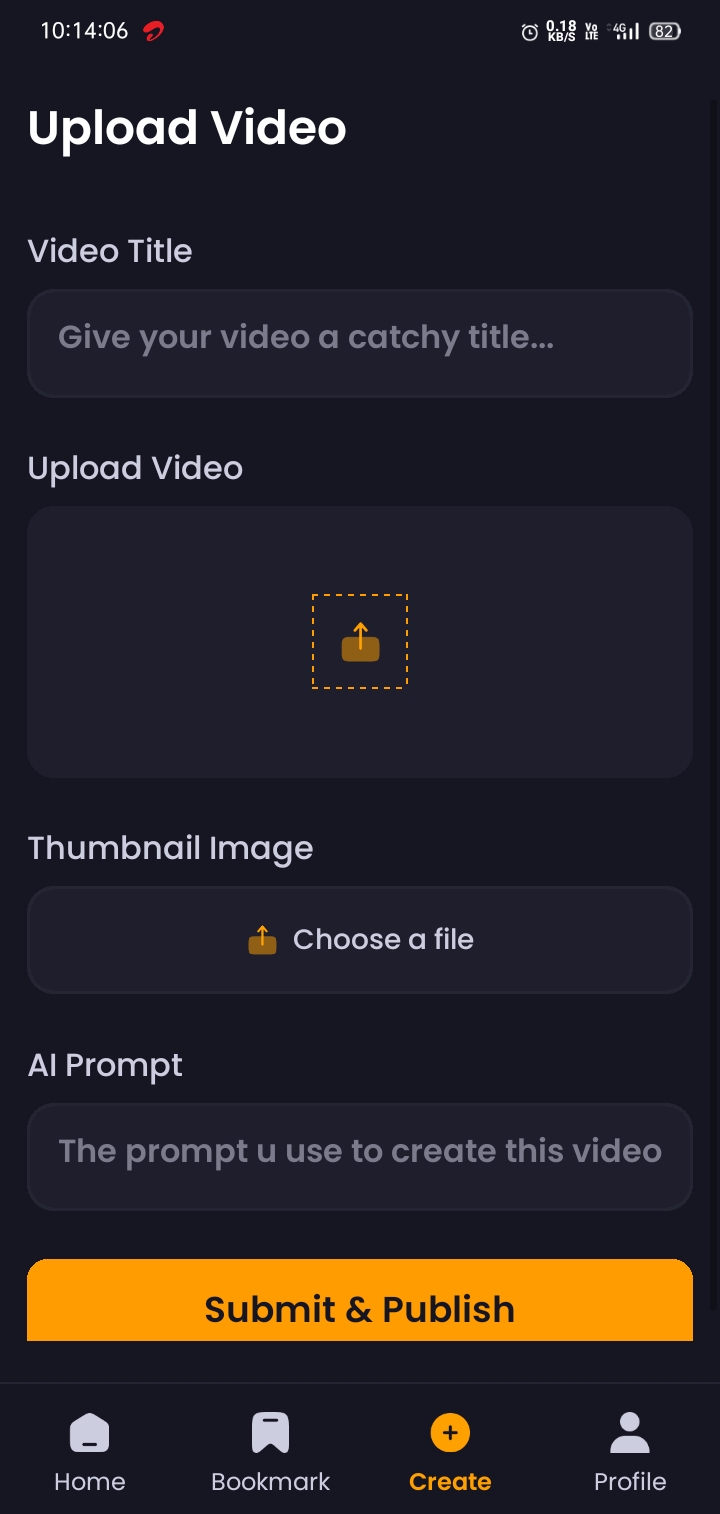 10:14:06
0.18 KB/S Vo LTE 4G 82
Upload Video
Video Title
Give your video a catchy title...
Upload Video
Thumbnail Image
Choose a file
AI Prompt
The prompt u use to create this video
Submit & Publish
Home Bookmark Create Profile